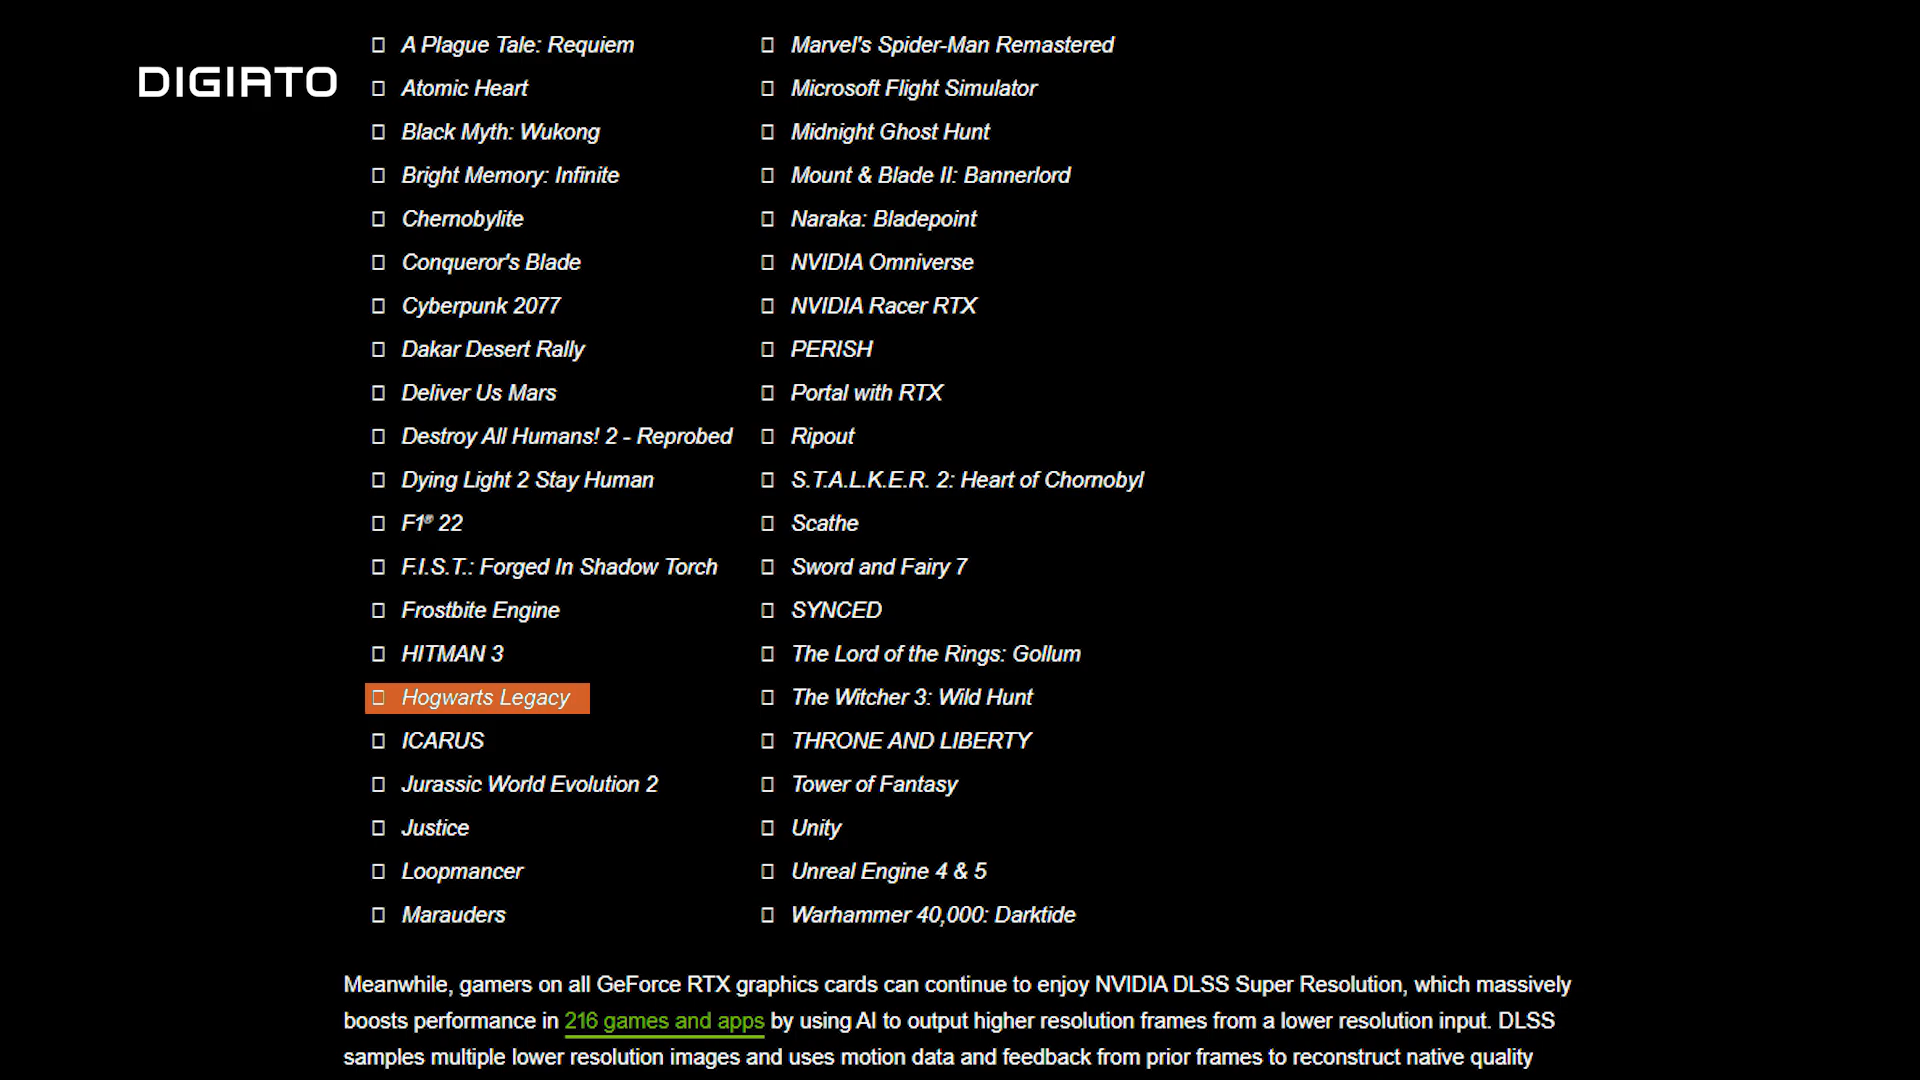 DIGIATO
A Plague Tale: Requiem
Atomic Heart
Black Myth: Wukong
Bright Memory: Infinite
Chernobylite
Conqueror's Blade
Cyberpunk 2077
Dakar Desert Rally
Deliver Us Mars
Destroy All Humans! 2 - Reprobed
Dying Light 2 Stay Human
F1® 22
F.I.S.T.: Forged In Shadow Torch
Frostbite Engine
HITMAN 3
Hogwarts Legacy
ICARUS
Jurassic World Evolution 2
Justice
Loopmancer
Marauders
Marvel's Spider-Man Remastered
Microsoft Flight Simulator
Midnight Ghost Hunt
Mount & Blade II: Bannerlord
Naraka: Bladepoint
NVIDIA Omniverse
NVIDIA Racer RTX
PERISH
Portal with RTX
Ripout
S.T.A.L.K.E.R. 2: Heart of Chornobyl
Scathe
Sword and Fairy 7
SYNCED
The Lord of the Rings: Gollum
The Witcher 3: Wild Hunt
THRONE AND LIBERTY
Tower of Fantasy
Unity
Unreal Engine 4 & 5
Warhammer 40,000: Darktide
Meanwhile, gamers on all GeForce RTX graphics cards can continue to enjoy NVIDIA DLSS Super Resolution, which massively
boosts performance in 216 games and apps by using AI to output higher resolution frames from a lower resolution input. DLSS
samples multiple lower resolution images and uses motion data and feedback from prior frames to reconstruct native quality